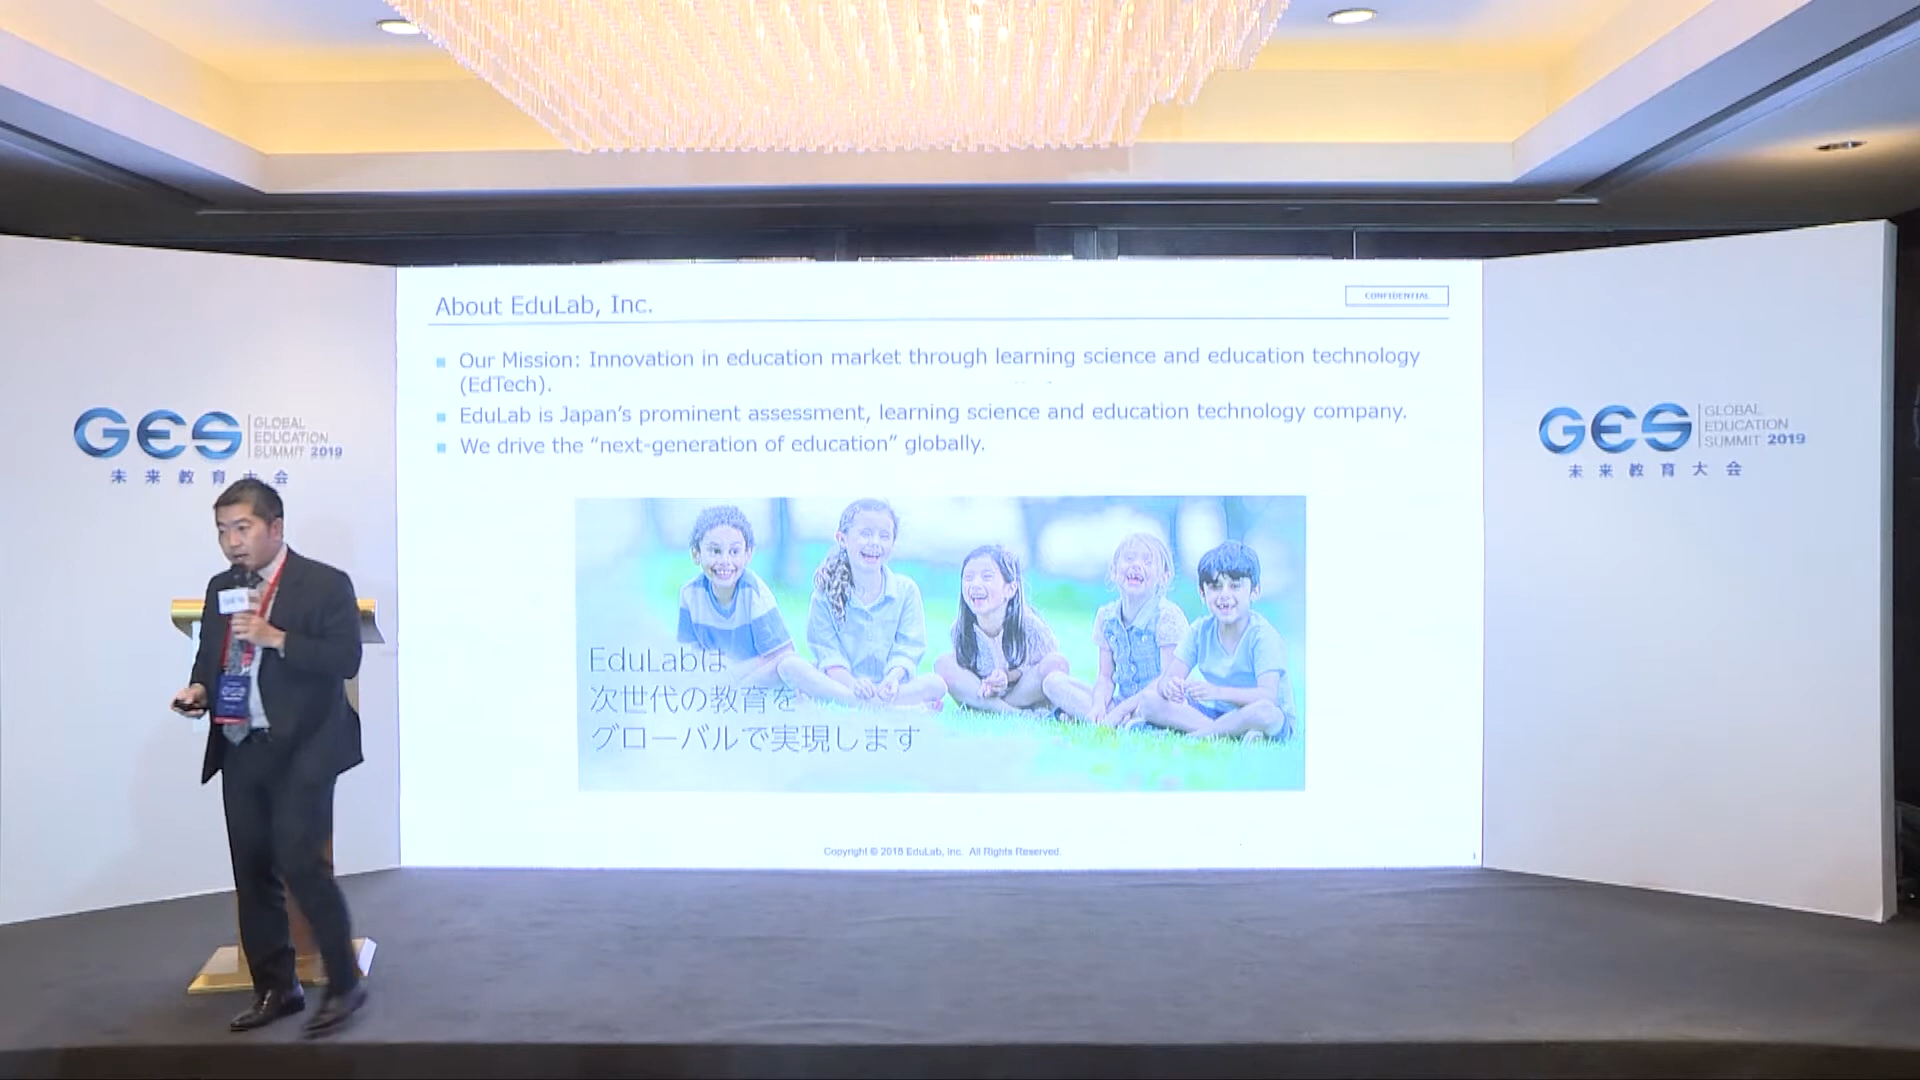 About EduLab, Inc.
CONFIDENTIAL
Our Mission: Innovation in education market through learning science and education technology
(EdTech).
EduLab is Japan’s prominent assessment, learning science and education technology company.
We drive the “next-generation of education” globally.
EduLabは
次世代の教育を
グローバルで実現します
Copyright © 2018 EduLab, Inc. All Rights Reserved.
GES
GLOBAL
EDUCATION
SUMMIT 2019
未来教育大会
GES
GLOBAL
EDUCATION
SUMMIT 2019
未来教育大会